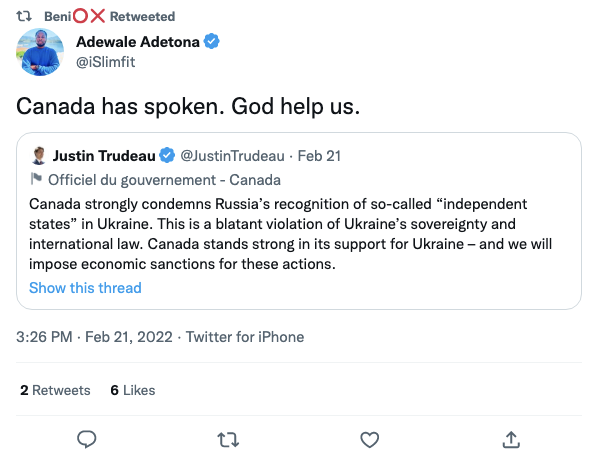 Beni⭕❌ Retweeted
Adewale Adetona
@iSlimfit
Canada has spoken. God help us.
Justin Trudeau @JustinTrudeau · Feb 21
Officiel du gouvernement - Canada
Canada strongly condemns Russia’s recognition of so-called “independent
states” in Ukraine. This is a blatant violation of Ukraine’s sovereignty and
international law. Canada stands strong in its support for Ukraine – and we will
impose economic sanctions for these actions.
Show this thread
3:26 PM · Feb 21, 2022 · Twitter for iPhone
2 Retweets 6 Likes